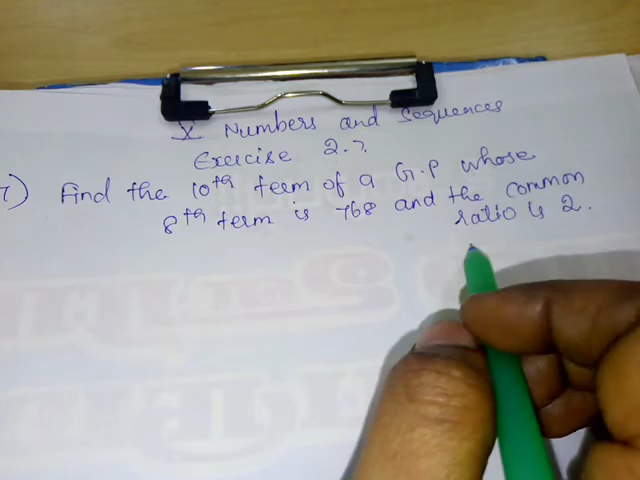 X Numbers and Sequences
Exercise 2.7
7) Find the 10th term of a G.P whose
8th term is 768 and the common
ratio is 2.